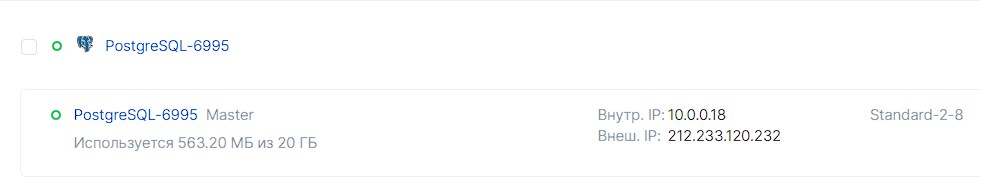 PostgreSQL-6995
PostgreSQL-6995 Master
Используется 563.20 МБ из 20 ГБ
Внутр. IP: 10.0.0.18
Внеш. IP: 212.233.120.232
Standard-2-8